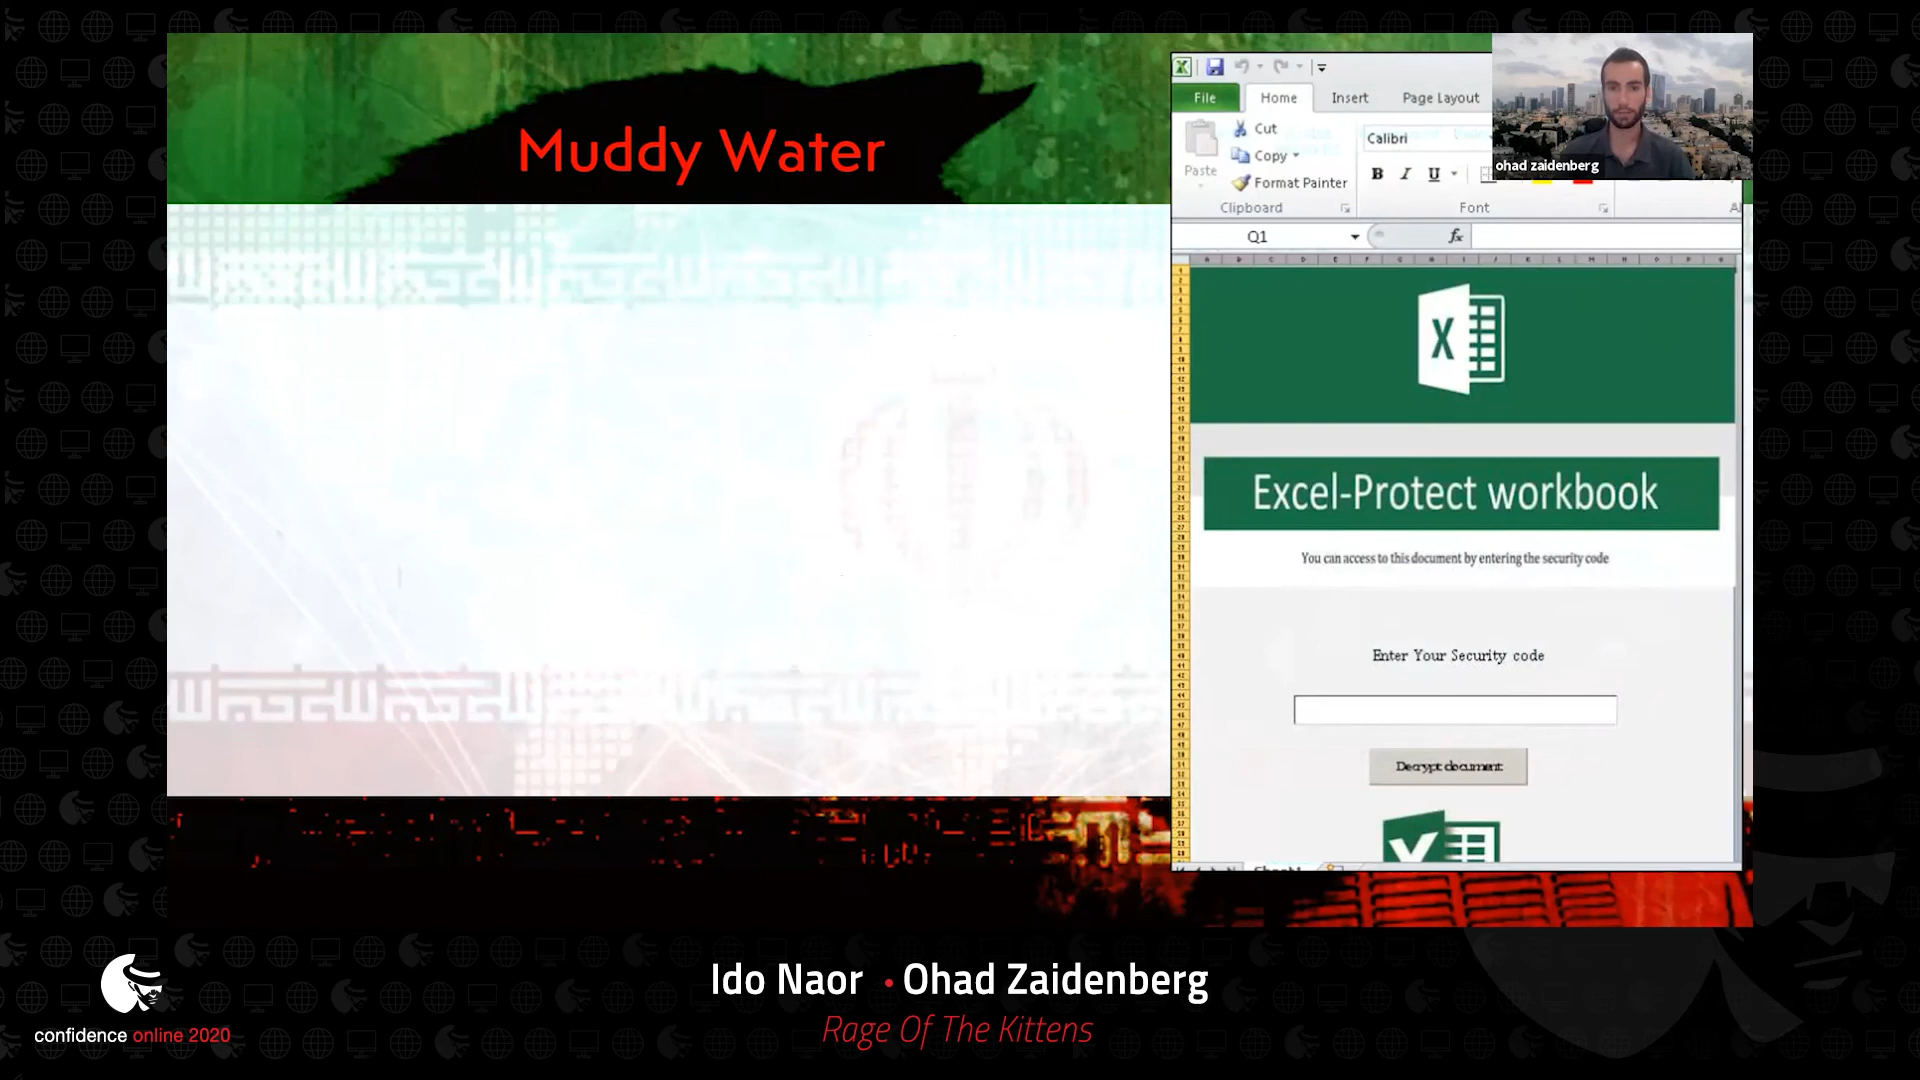 Muddy Water
File Home Insert Page Layout
Cut
Copy
Paste
Format Painter
Clipboard
Calibri
B I U
Font
ohad zaidenberg
Q1
fx
X
Excel-Protect workbook
You can access to this document by entering the security code
Enter Your Security code
Decrypt document
Ido Naor • Ohad Zaidenberg
Rage Of The Kittens
confidence online 2020